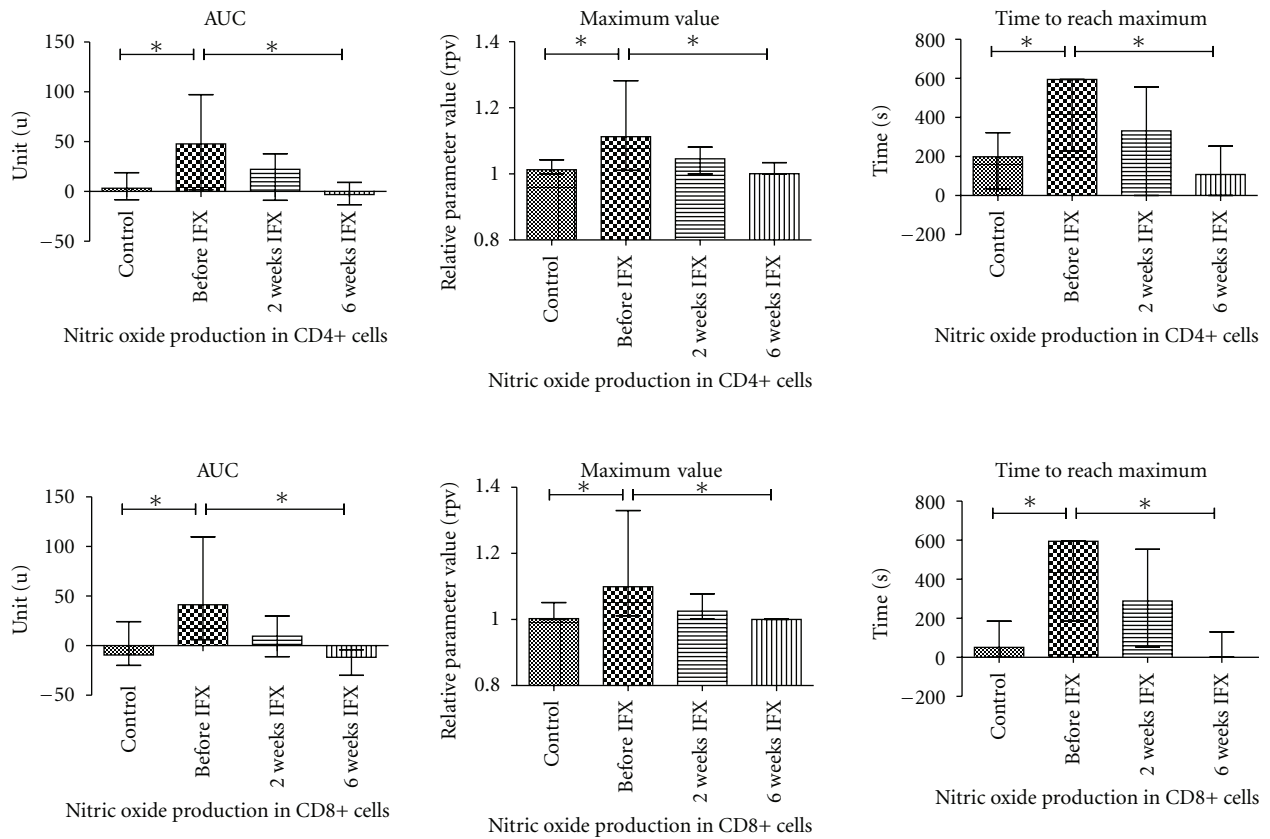 AUC
Unit (u)
150
100
50
0
−50
*
*
Control
Before IFX
2 weeks IFX
6 weeks IFX
Nitric oxide production in CD4+ cells
Maximum value
Relative parameter value (rpv)
1.4
1.2
1
0.8
*
*
Control
Before IFX
2 weeks IFX
6 weeks IFX
Nitric oxide production in CD4+ cells
Time to reach maximum
Time (s)
800
600
400
200
0
−200
*
*
Control
Before IFX
2 weeks IFX
6 weeks IFX
Nitric oxide production in CD4+ cells
AUC
Unit (u)
150
100
50
0
−50
*
*
Control
Before IFX
2 weeks IFX
6 weeks IFX
Nitric oxide production in CD8+ cells
Maximum value
Relative parameter value (rpv)
1.4
1.2
1
0.8
*
*
Control
Before IFX
2 weeks IFX
6 weeks IFX
Nitric oxide production in CD8+ cells
Time to reach maximum
Time (s)
800
600
400
200
0
−200
*
*
Control
Before IFX
2 weeks IFX
6 weeks IFX
Nitric oxide production in CD8+ cells